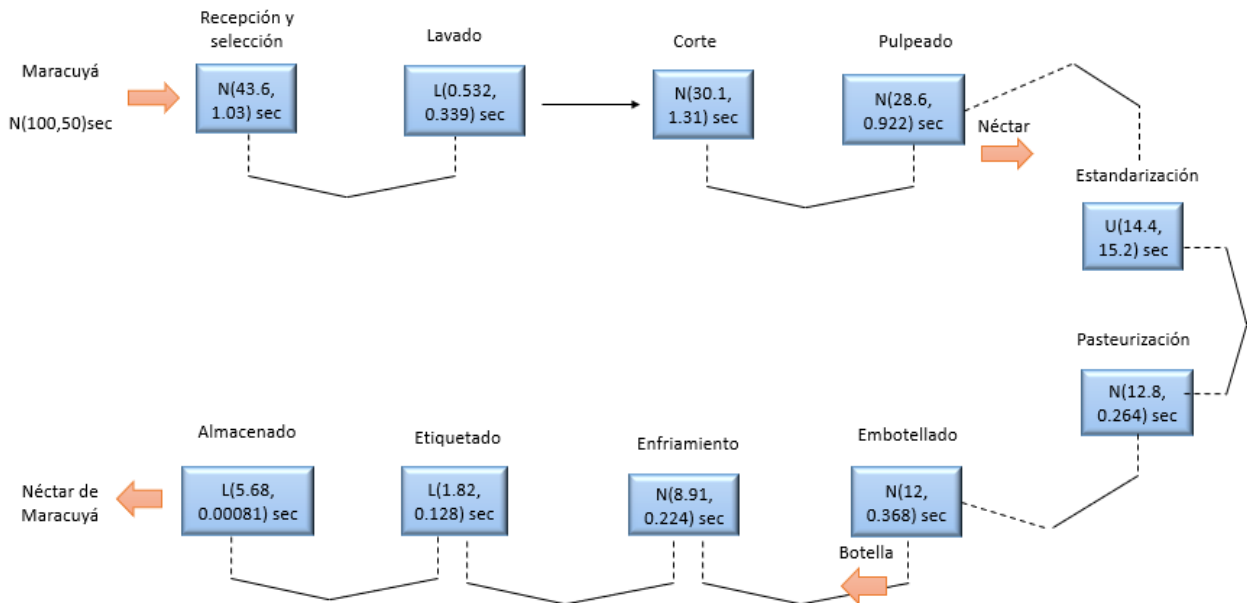 Maracuyá
N(100,50)sec
Recepción y
selección
N(43.6,
1.03) sec
Lavado
L(0.532,
0.339) sec
Corte
N(30.1,
1.31) sec
Pulpeado
N(28.6,
0.922) sec
Néctar
Estandarización
U(14.4,
15.2) sec
Pasteurización
N(12.8,
0.264) sec
Embotellado
N(12,
0.368) sec
Botella
Enfriamiento
N(8.91,
0.224) sec
Etiquetado
L(1.82,
0.128) sec
Almacenado
L(5.68,
0.00081) sec
Néctar de
Maracuyá